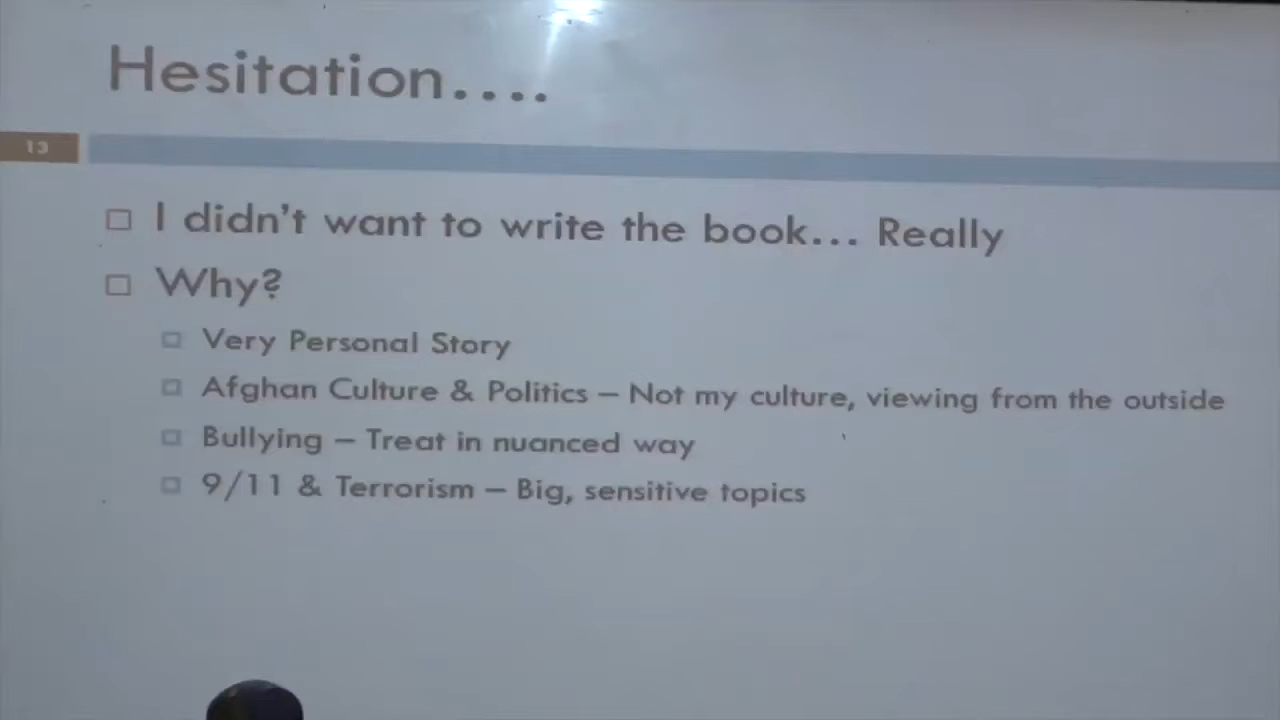 Hesitation....
13
I didn't want to write the book... Really
Why?
Very Personal Story
Afghan Culture & Politics – Not my culture, viewing from the outside
Bullying – Treat in nuanced way
9/11 & Terrorism – Big, sensitive topics